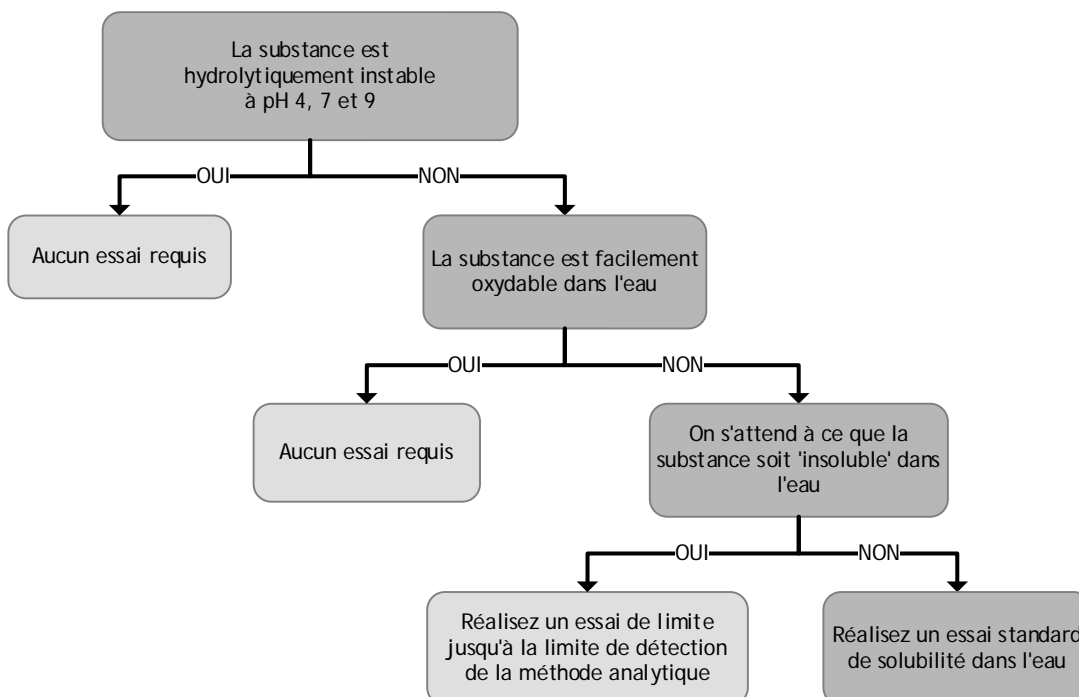 La substance est
hydrolytiquement instable
à pH 4, 7 et 9
OUI
NON
Aucun essai requis
La substance est facilement
oxydable dans l'eau
OUI
NON
Aucun essai requis
On s'attend à ce que la
substance soit 'insoluble' dans
l'eau
OUI
NON
Réalisez un essai de limite
jusqu'à la limite de détection
de la méthode analytique
Réalisez un essai standard
de solubilité dans l'eau